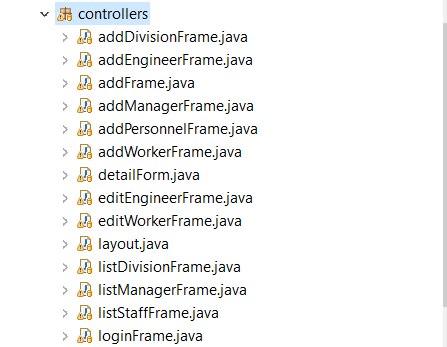 controllers
addDivisionFrame.java
addEngineerFrame.java
addFrame.java
addManagerFrame.java
addPersonnelFrame.java
addWorkerFrame.java
detailForm.java
editEngineerFrame.java
editWorkerFrame.java
layout.java
listDivisionFrame.java
listManagerFrame.java
listStaffFrame.java
loginFrame.java